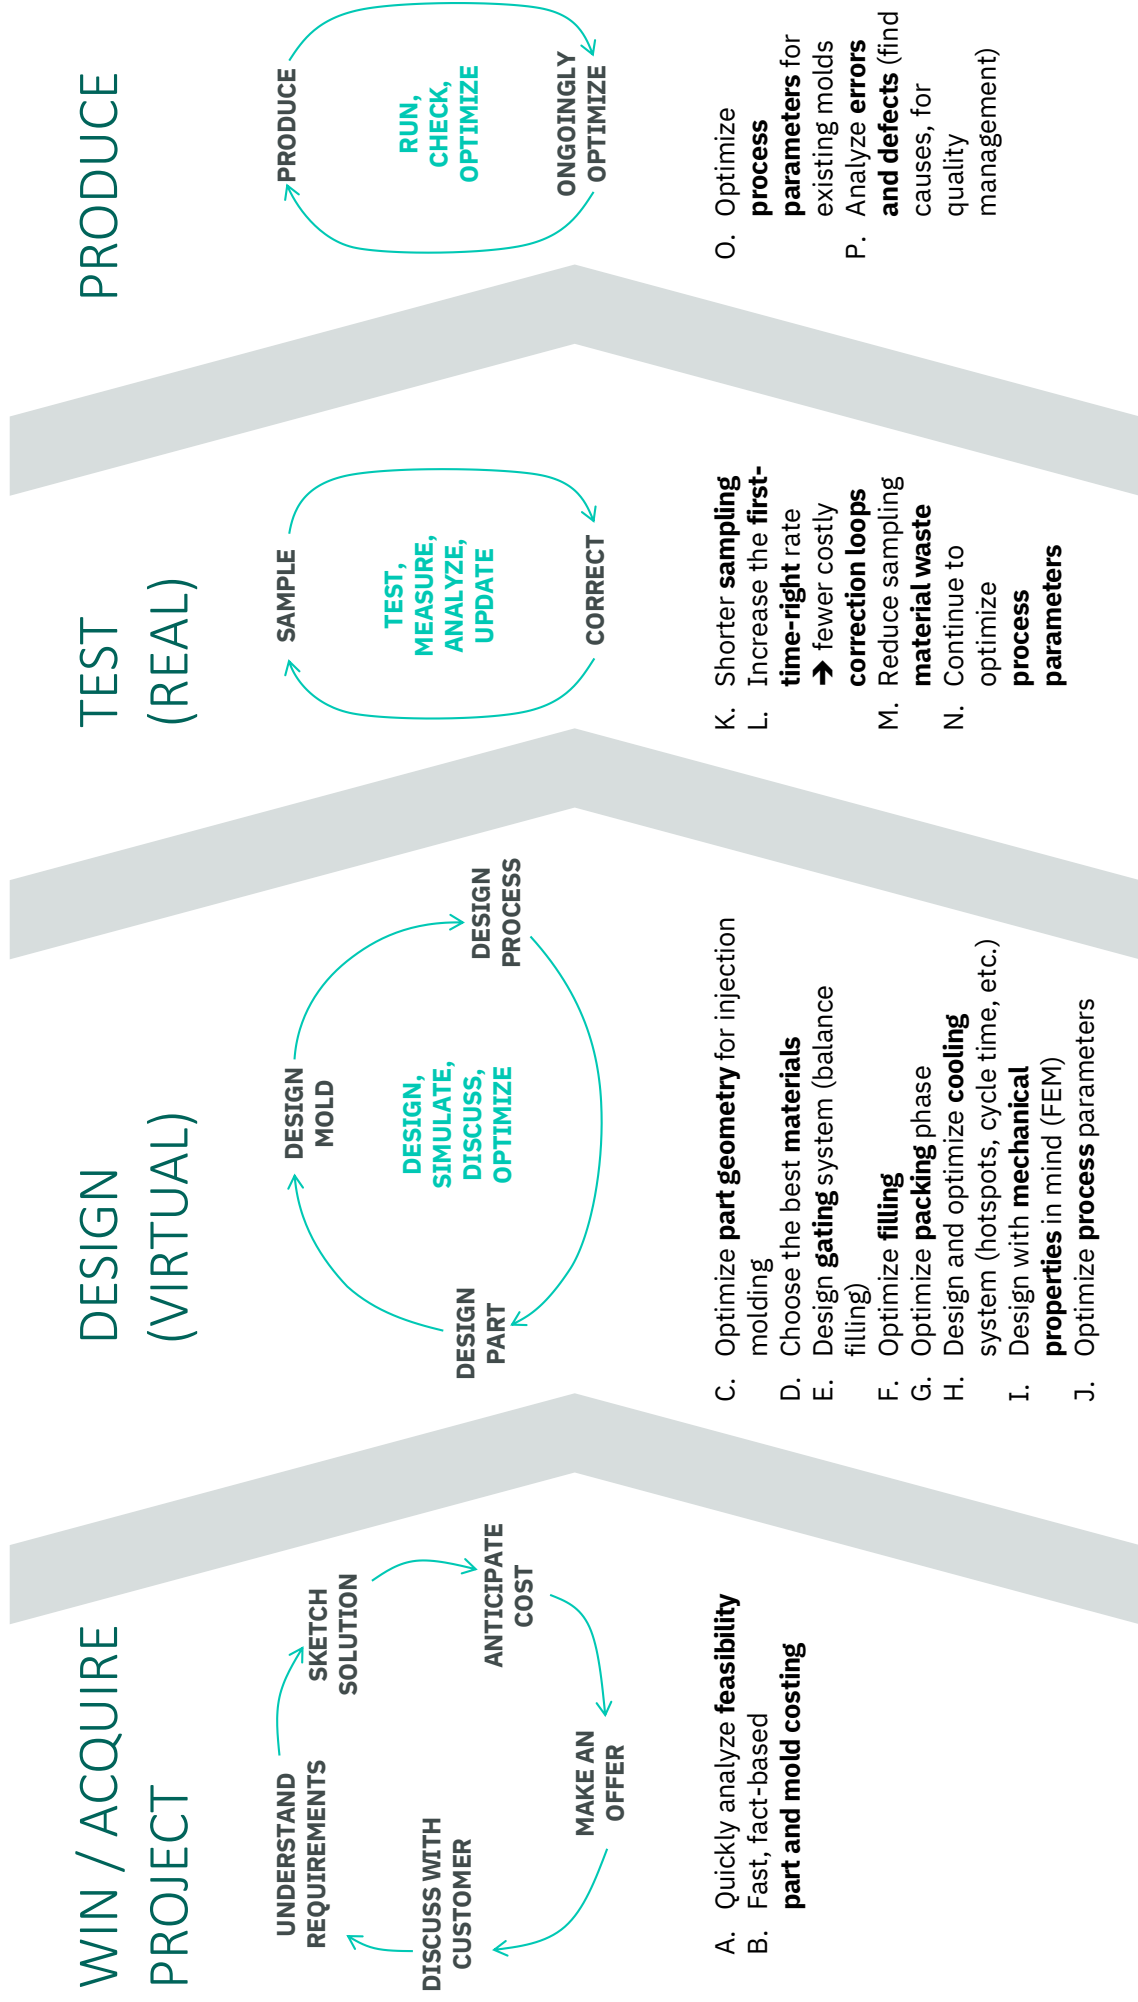 WIN / ACQUIRE
PROJECT
UNDERSTAND
REQUIREMENTS
SKETCH
SOLUTION
ANTICIPATE
COST
MAKE AN
OFFER
DISCUSS WITH
CUSTOMER
A. Quickly analyze feasibility
B. Fast, fact-based
part and mold costing
DESIGN
(VIRTUAL)
DESIGN
MOLD
DESIGN
PROCESS
DESIGN
PART
DESIGN,
SIMULATE,
DISCUSS,
OPTIMIZE
C. Optimize part geometry for injection
molding
D. Choose the best materials
E. Design gating system (balance
filling)
F. Optimize filling
G. Optimize packing phase
H. Design and optimize cooling
system (hotspots, cycle time, etc.)
I. Design with mechanical
properties in mind (FEM)
J. Optimize process parameters
TEST
(REAL)
SAMPLE
TEST,
MEASURE,
ANALYZE,
UPDATE
CORRECT
K. Shorter sampling
L. Increase the first-
time-right rate
➔ fewer costly
correction loops
M. Reduce sampling
material waste
N. Continue to
optimize
process
parameters
PRODUCE
PRODUCE
RUN,
CHECK,
OPTIMIZE
ONGOINGLY
OPTIMIZE
O. Optimize
process
parameters for
existing molds
P. Analyze errors
and defects (find
causes, for
quality
management)